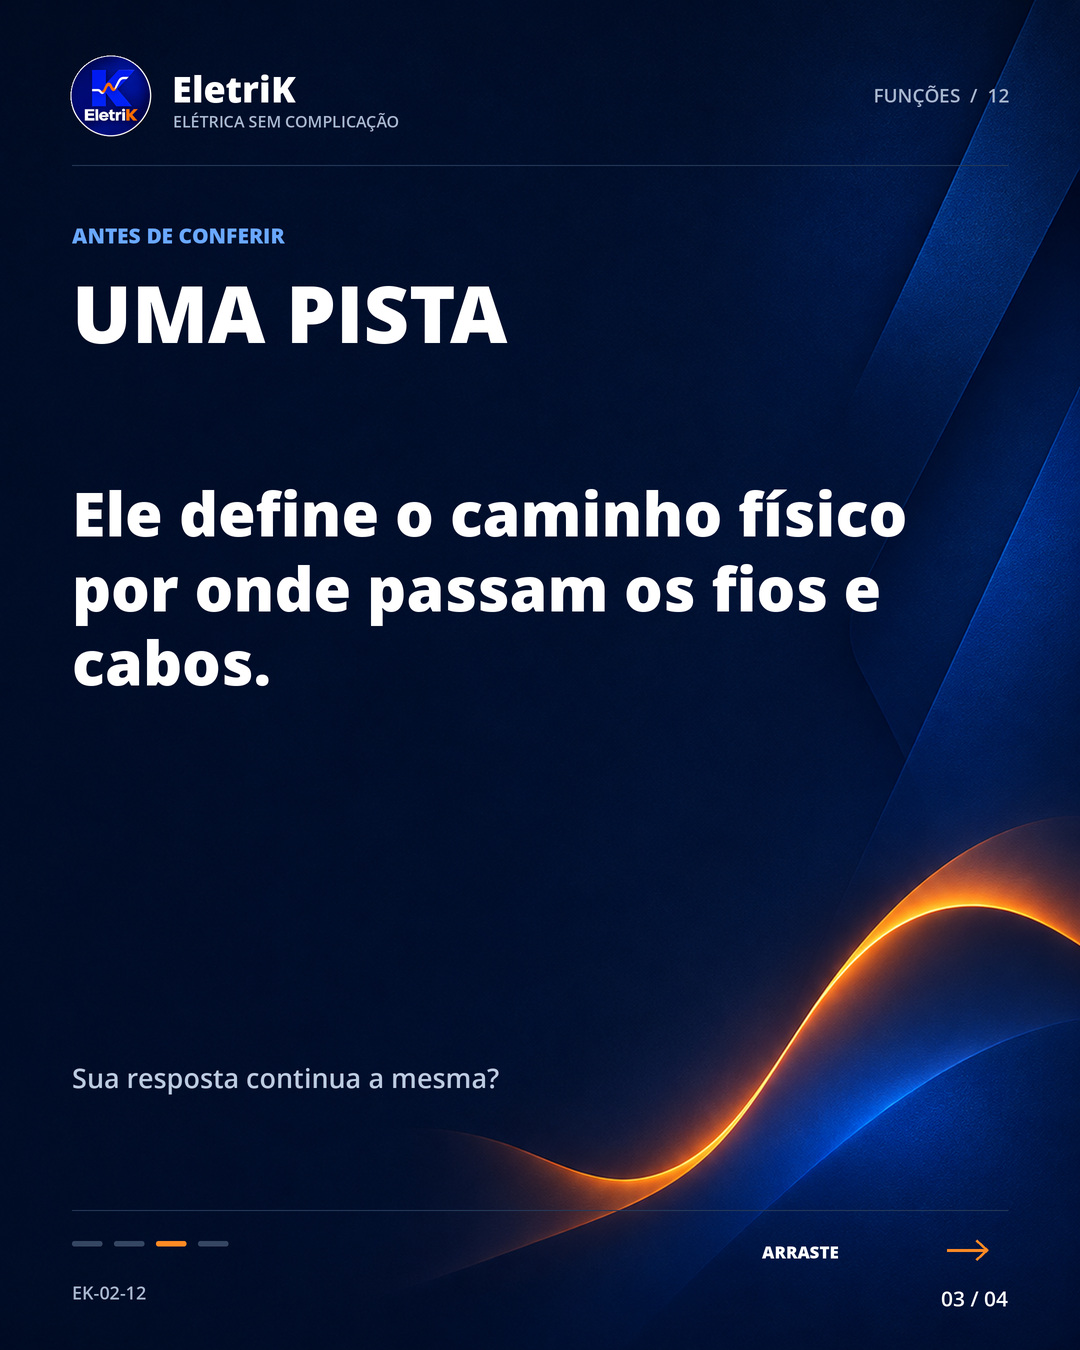 EletriK
EletriK
ELÉTRICA SEM COMPLICAÇÃO
FUNÇÕES / 12
ANTES DE CONFERIR
UMA PISTA
Ele define o caminho físico
por onde passam os fios e
cabos.
Sua resposta continua a mesma?
ARRASTE
EK-02-12
03 / 04